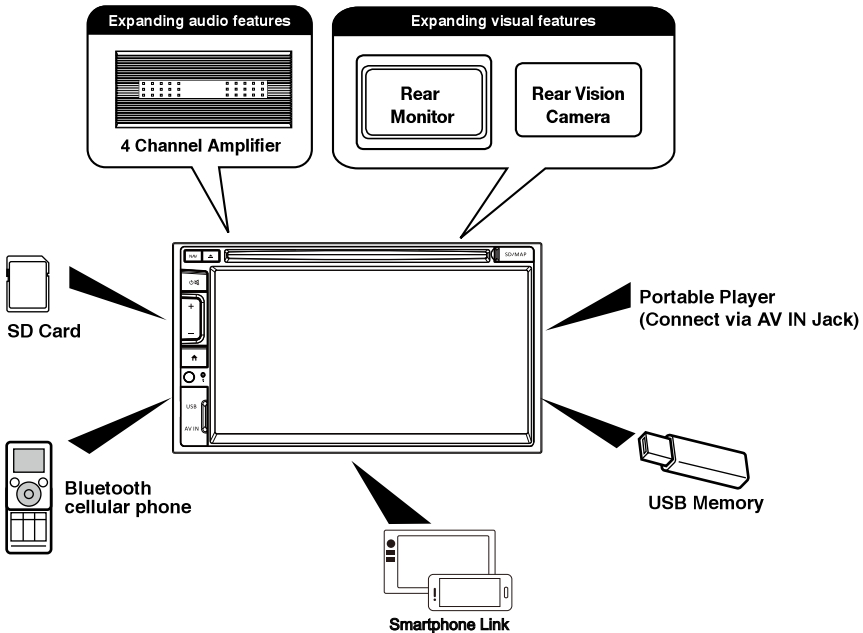 Expanding audio features
Expanding visual features
4 Channel Amplifier
Rear
Monitor
Rear Vision
Camera
SD/MAP
SD Card
+
–
USB
AV IN
Portable Player
(Connect via AV IN Jack)
Bluetooth
cellular phone
USB Memory
Smartphone Link